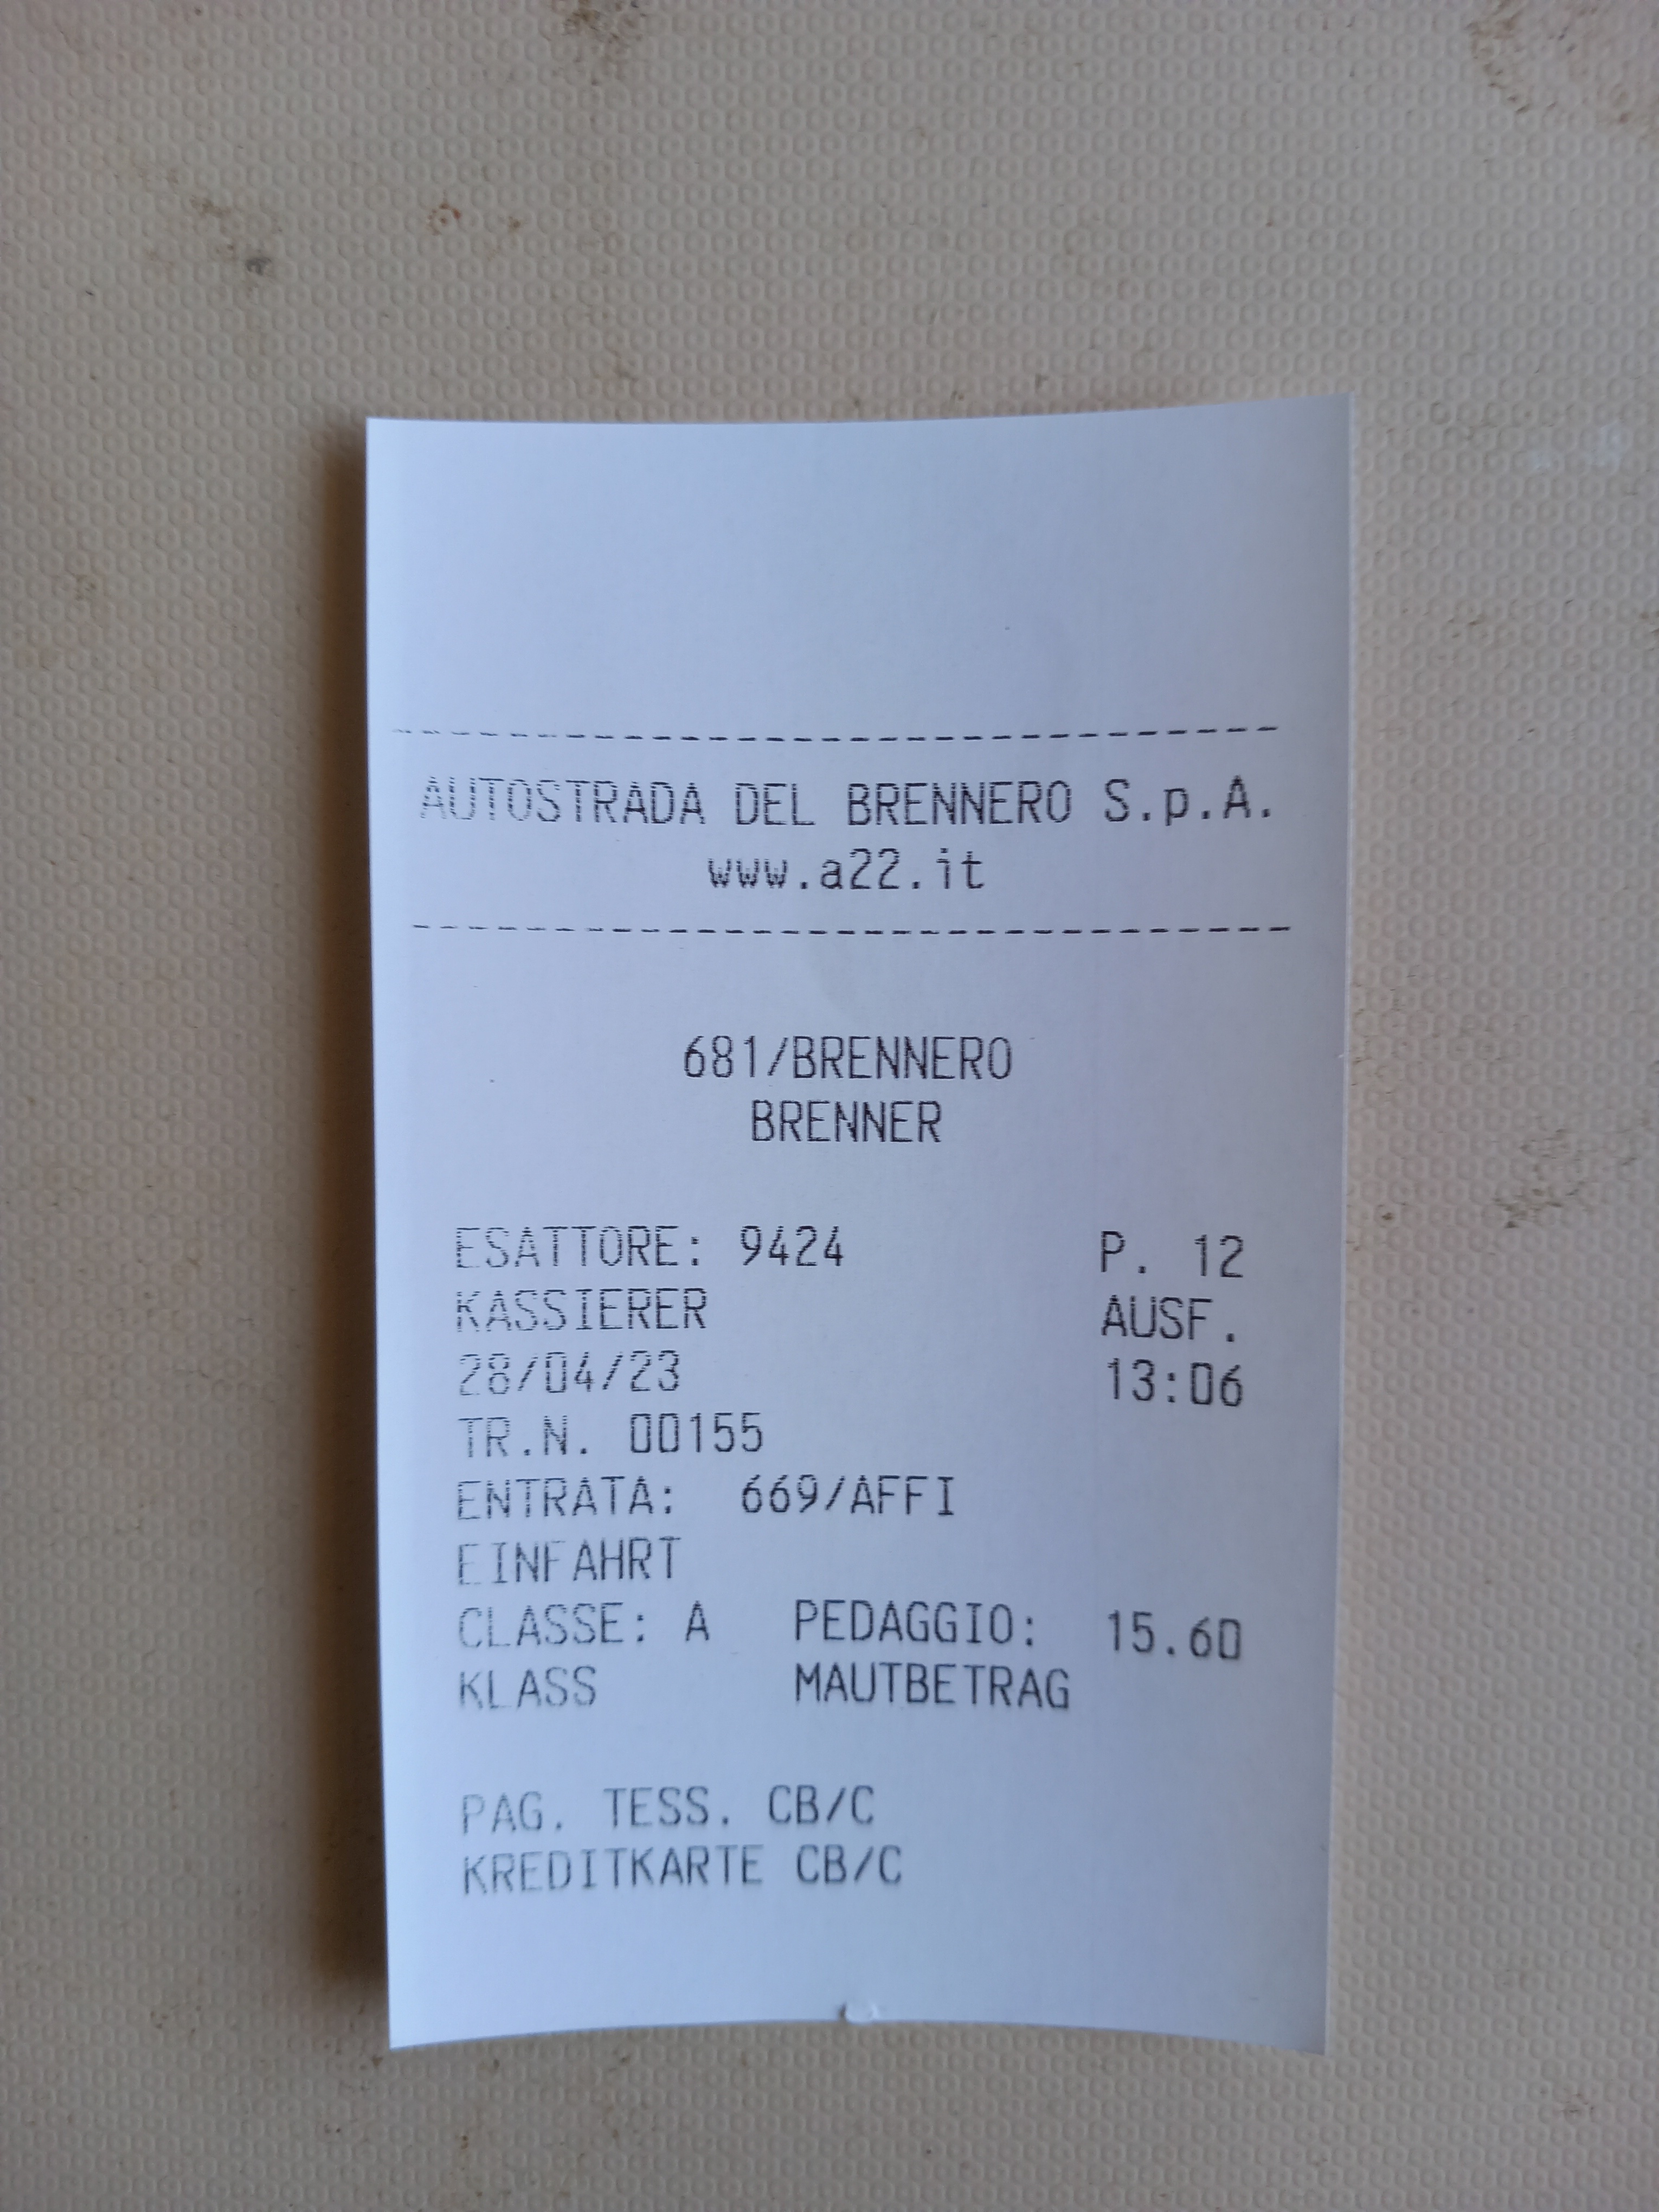 AUTOSTRADA DEL BRENNERO S.p.A.
www.a22.it
681/BRENNERO
BRENNER
ESATTORE: 9424 P. 12
KASSIERER AUSF.
28/04/23 13:06
TR.N. 00155
ENTRATA: 669/AFFI
EINFAHRT
CLASSE: A PEDAGGIO: 15.60
KLASS MAUTBETRAG
PAG. TESS. CB/C
KREDITKARTE CB/C